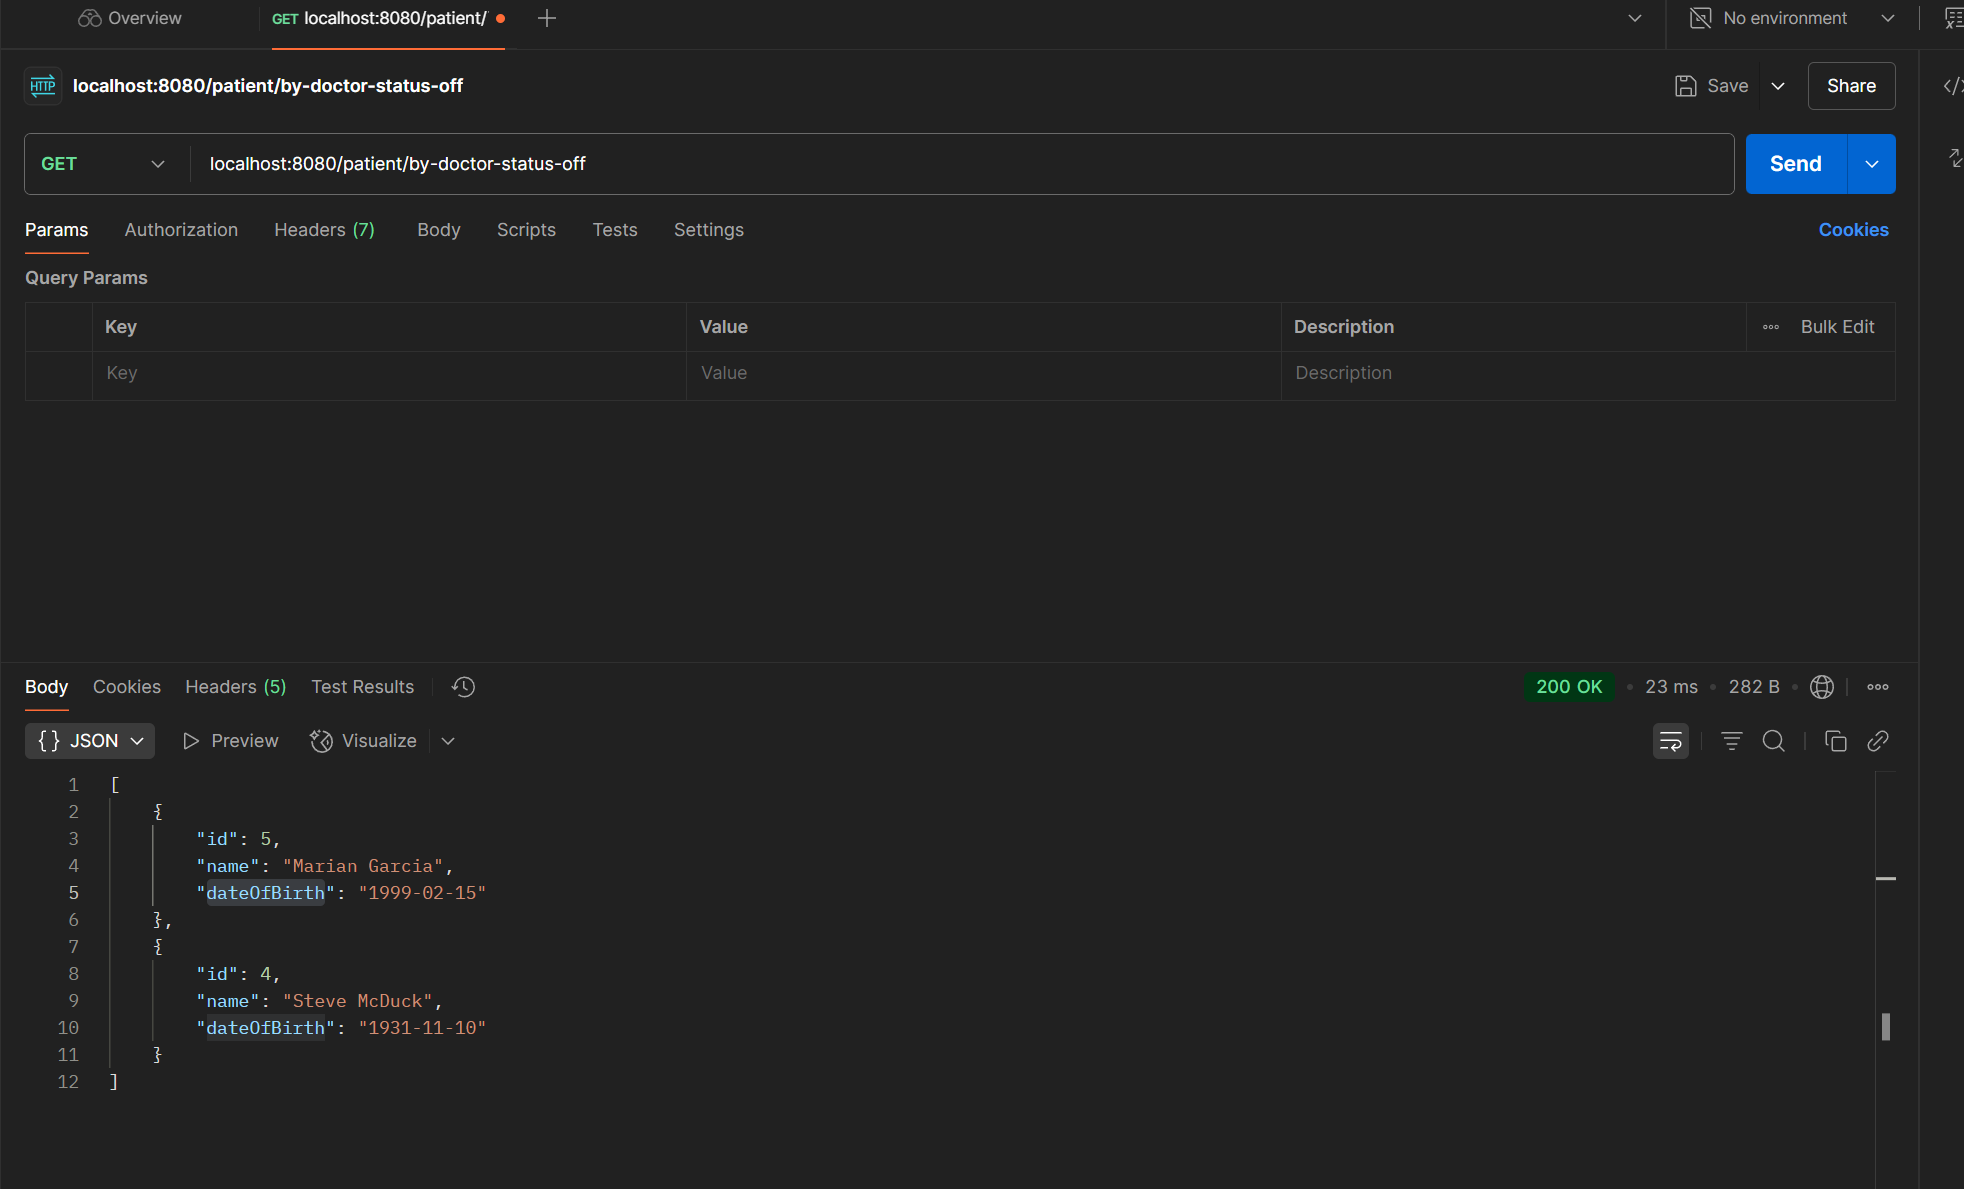 Overview GET localhost:8080/patient/ No environment
HTTP localhost:8080/patient/by-doctor-status-off Save Share
GET localhost:8080/patient/by-doctor-status-off Send
Params Authorization Headers (7) Body Scripts Tests Settings Cookies
Query Params
Key Value Description Bulk Edit
Key Value Description
Body Cookies Headers (5) Test Results 200 OK 23 ms 282 B
{} JSON Preview Visualize
1 [
2 {
3 "id": 5,
4 "name": "Marian Garcia",
5 "dateOfBirth": "1999-02-15"
6 },
7 {
8 "id": 4,
9 "name": "Steve McDuck",
10 "dateOfBirth": "1931-11-10"
11 }
12 ]